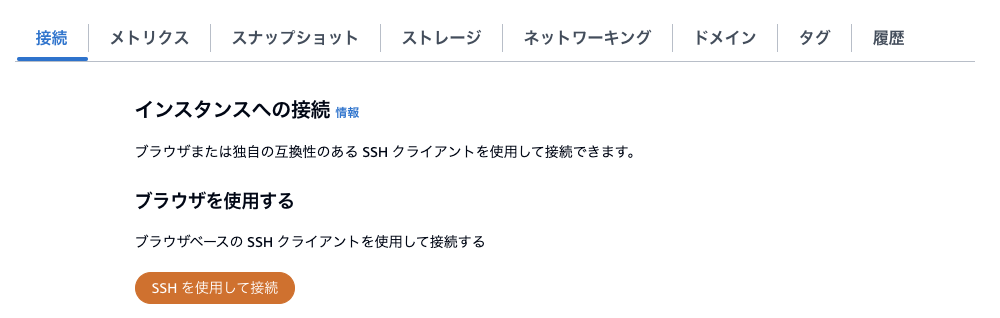 接続 メトリクス スナップショット ストレージ ネットワーキング ドメイン タグ 履歴
インスタンスへの接続 情報
ブラウザまたは独自の互換性のある SSH クライアントを使用して接続できます。
ブラウザを使用する
ブラウザベースの SSH クライアントを使用して接続する
SSH を使用して接続